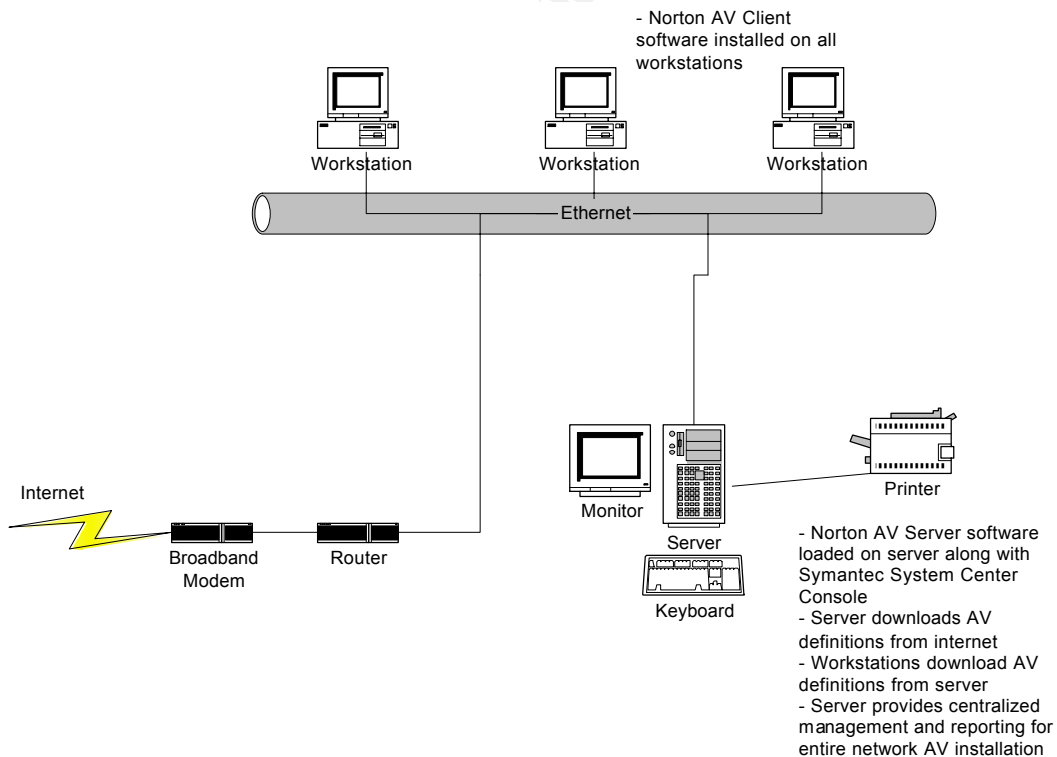 - Norton AV Client
software installed on all
workstations
Workstation
Workstation
Workstation
Ethernet
Internet
Broadband
Modem
Router
Monitor
Server
Keyboard
Printer
- Norton AV Server software
loaded on server along with
Symantec System Center
Console
- Server downloads AV
definitions from internet
- Workstations download AV
definitions from server
- Server provides centralized
management and reporting for
entire network AV installation